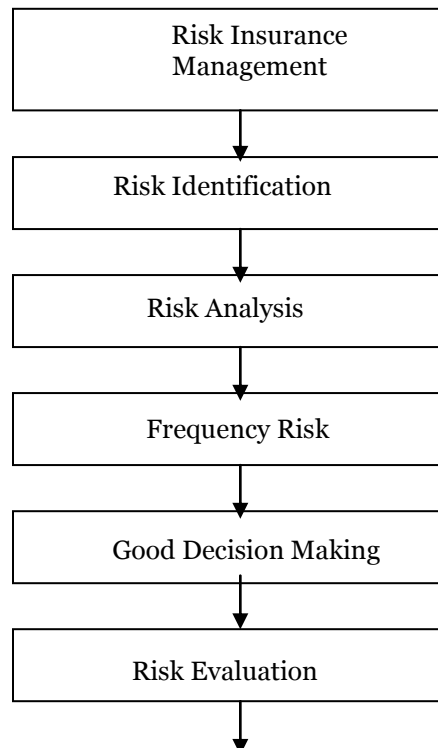 Risk Insurance
Management
Risk Identification
Risk Analysis
Frequency Risk
Good Decision Making
Risk Evaluation